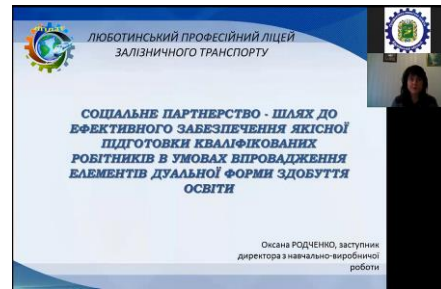 ЛЮБОТИНСЬКИЙ ПРОФЕСІЙНИЙ ЛІЦЕЙ
ЗАЛІЗНИЧНОГО ТРАНСПОРТУ
СОЦІАЛЬНЕ ПАРТНЕРСТВО - ШЛЯХ ДО
ЕФЕКТИВНОГО ЗАБЕЗПЕЧЕННЯ ЯКІСНОЇ
ПІДГОТОВКИ КВАЛІФІКОВАНИХ
РОБІТНИКІВ В УМОВАХ ВПРОВАДЖЕННЯ
ЕЛЕМЕНТІВ ДУАЛЬНОЇ ФОРМИ ЗДОБУТТЯ
ОСВІТИ
Оксана РОДЧЕНКО, заступник
директора з навчально-виробничої
роботи